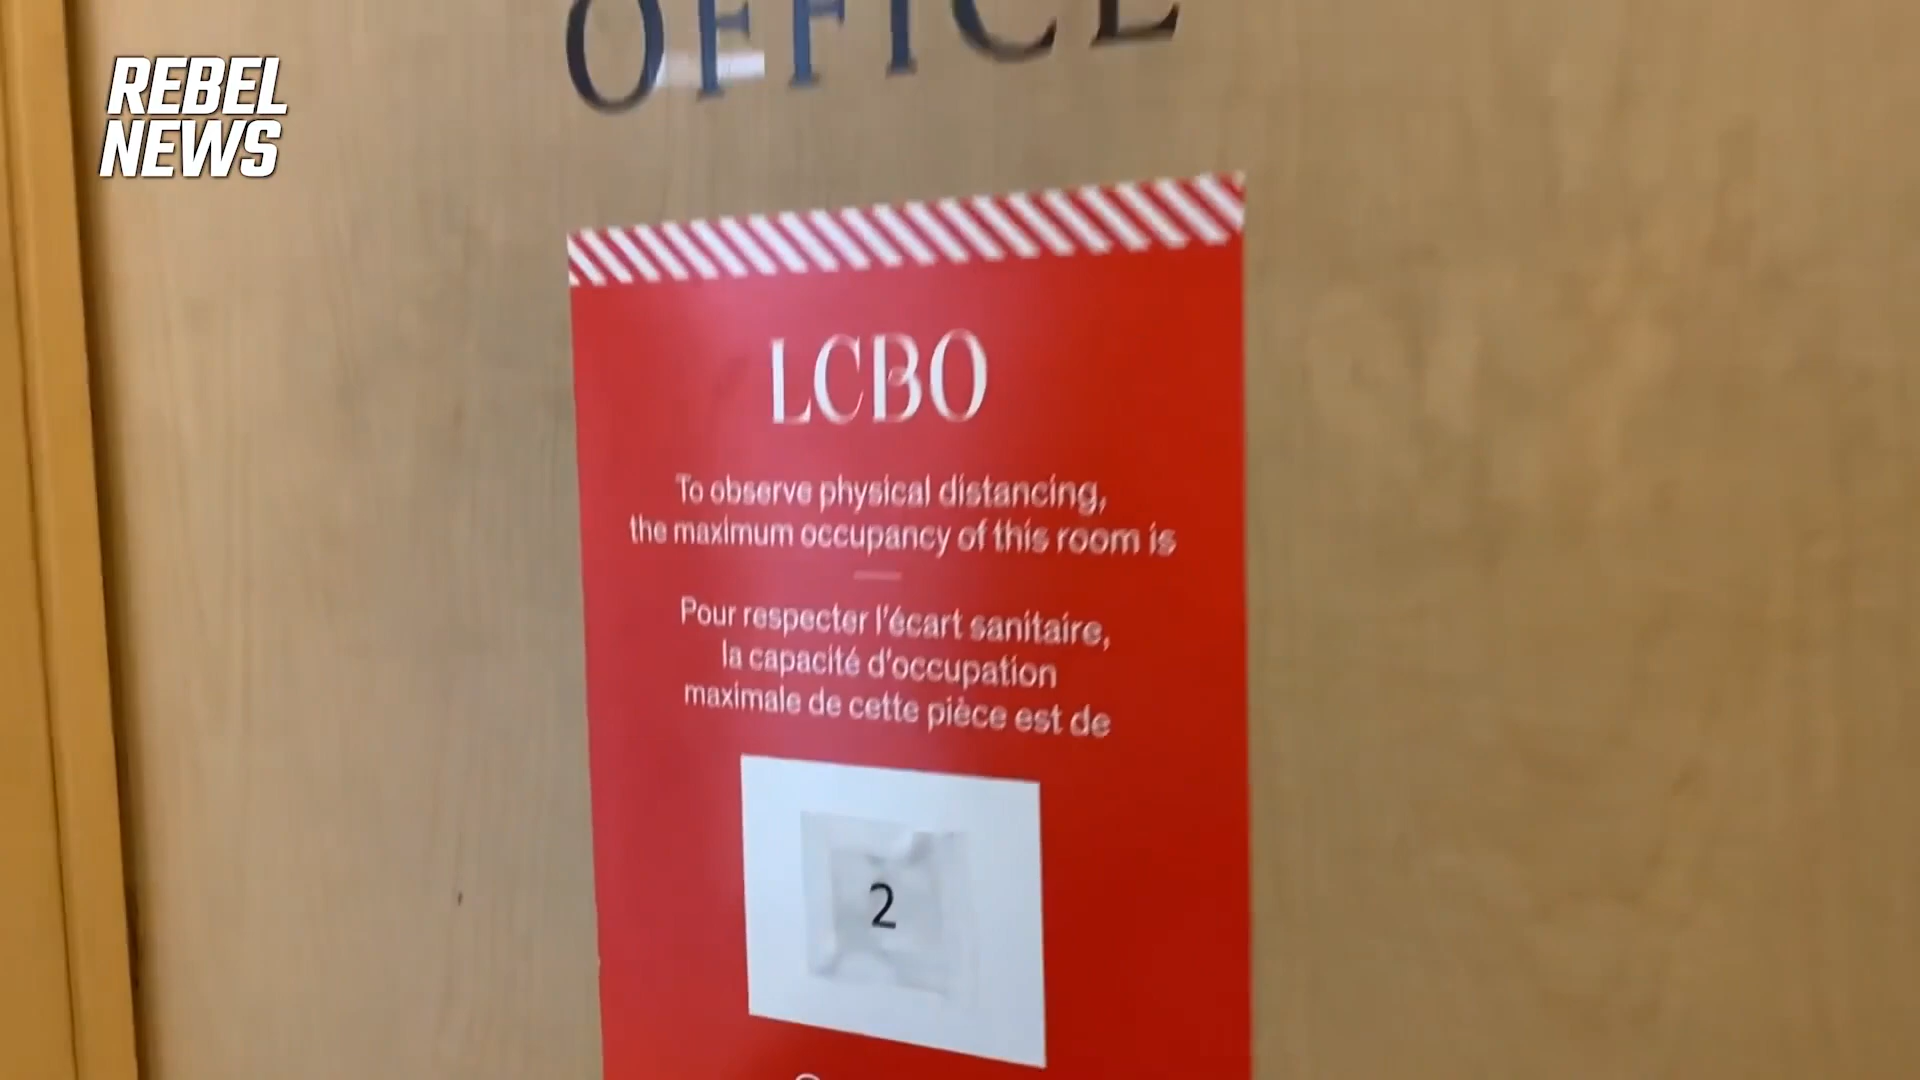 OFFICE
REBEL
NEWS
LCBO
To observe physical distancing,
the maximum occupancy of this room is
Pour respecter l'écart sanitaire,
la capacité d'occupation
maximale de cette pièce est de
2